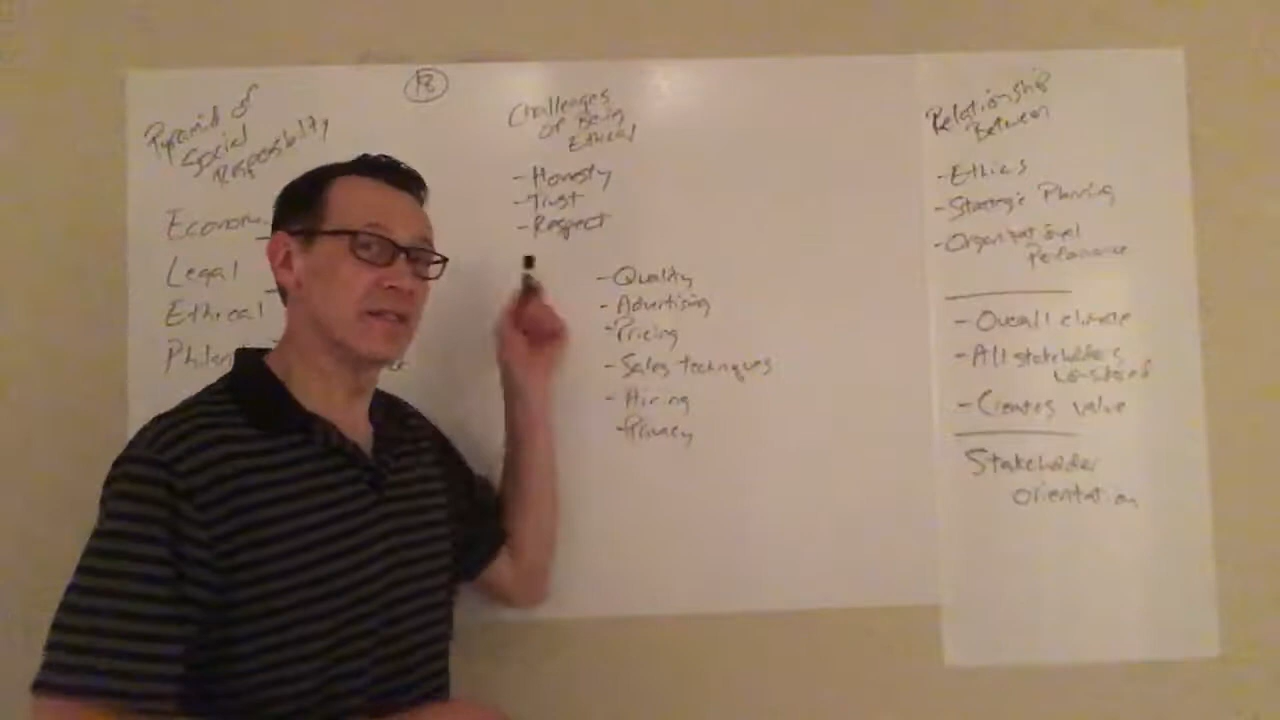 Pyramid of
Social
Responsibility
Econom
Legal
Ethical
Philan
18
Challenges
of Being
Ethical
- Honesty
- Trust
- Respect
- Quality
- Advertising
- Pricing
- Sales techniques
- Hiring
- Privacy
Relationship
Between
- Ethics
- Strategic Planning
- Organizational
Performance
- Overall climate
- All stakeholders
- Creates value
Stakeholder
orientation